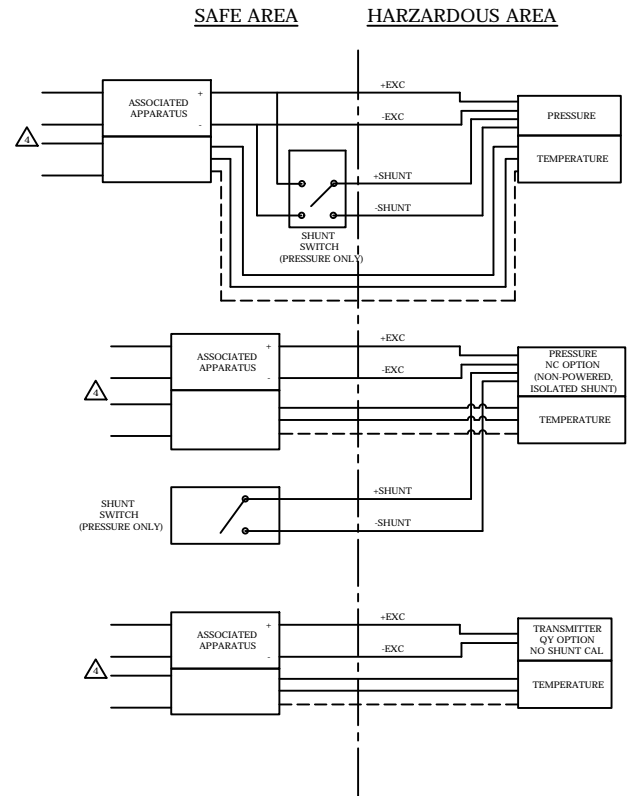 SAFE AREA
HARZARDOUS AREA
ASSOCIATED
APPARATUS
+
-
4
+EXC
-EXC
PRESSURE
TEMPERATURE
+SHUNT
-SHUNT
SHUNT
SWITCH
(PRESSURE ONLY)
ASSOCIATED
APPARATUS
+
-
4
+EXC
-EXC
PRESSURE
NC OPTION
(NON-POWERED,
ISOLATED SHUNT)
TEMPERATURE
SHUNT
SWITCH
(PRESSURE ONLY)
+SHUNT
-SHUNT
ASSOCIATED
APPARATUS
+
-
4
+EXC
-EXC
TRANSMITTER
QY OPTION
NO SHUNT CAL
TEMPERATURE